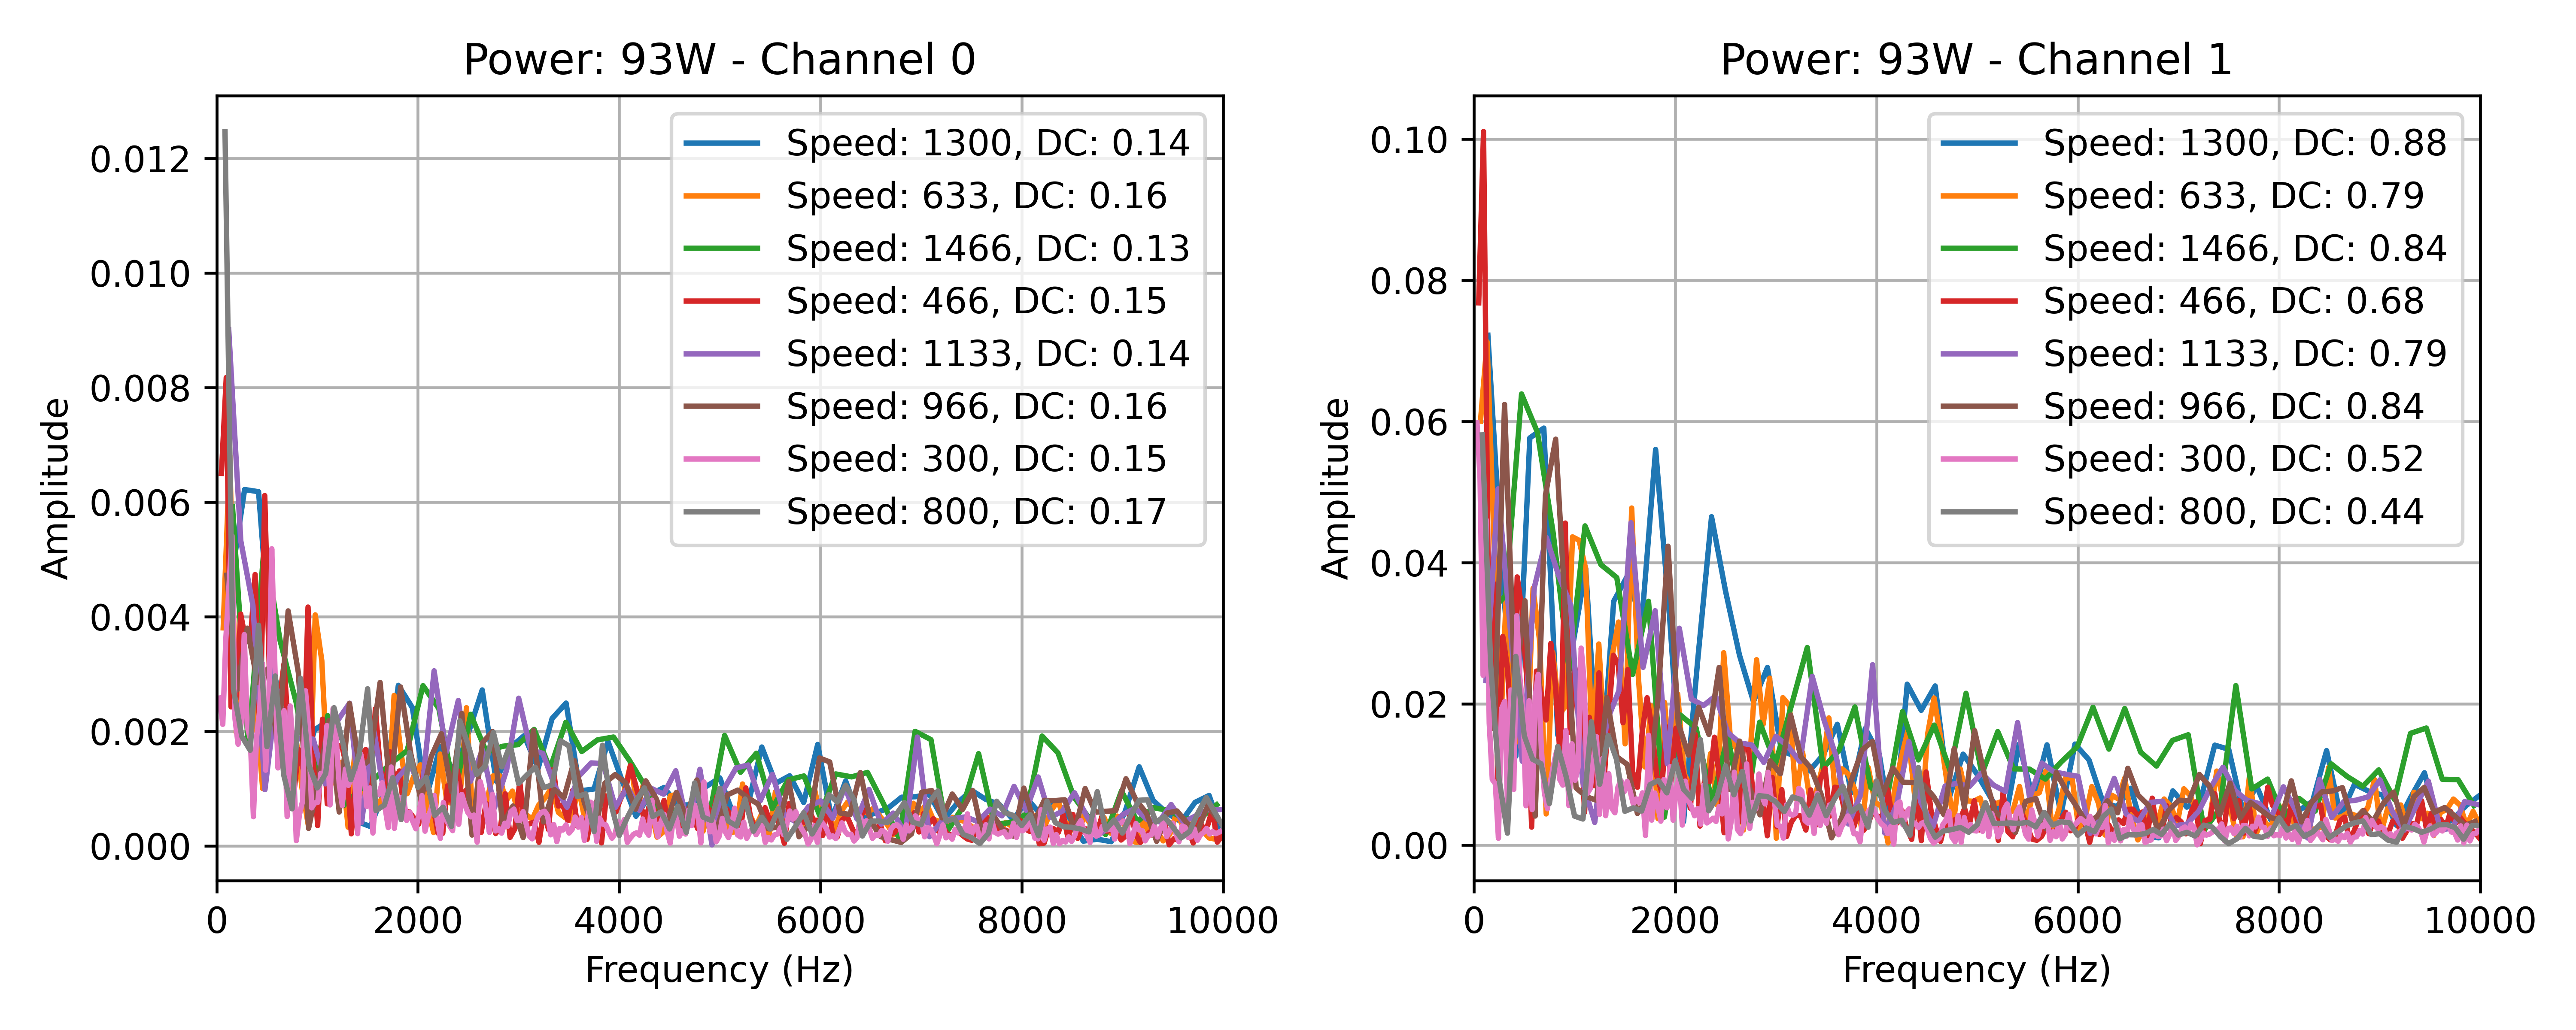 Power: 93W - Channel 0
0.012
0.010
0.008
0.006
0.004
0.002
0.000
Amplitude
0
2000
4000
6000
8000
10000
Frequency (Hz)
Speed: 1300, DC: 0.14
Speed: 633, DC: 0.16
Speed: 1466, DC: 0.13
Speed: 466, DC: 0.15
Speed: 1133, DC: 0.14
Speed: 966, DC: 0.16
Speed: 300, DC: 0.15
Speed: 800, DC: 0.17
Power: 93W - Channel 1
0.10
0.08
0.06
0.04
0.02
0.00
Amplitude
0
2000
4000
6000
8000
10000
Frequency (Hz)
Speed: 1300, DC: 0.88
Speed: 633, DC: 0.79
Speed: 1466, DC: 0.84
Speed: 466, DC: 0.68
Speed: 1133, DC: 0.79
Speed: 966, DC: 0.84
Speed: 300, DC: 0.52
Speed: 800, DC: 0.44